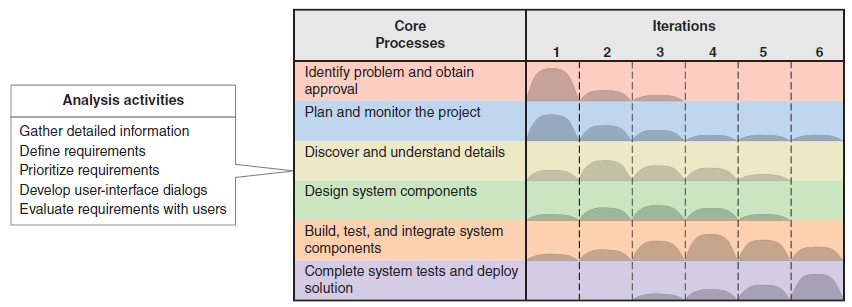 Analysis activities
Gather detailed information
Define requirements
Prioritize requirements
Develop user-interface dialogs
Evaluate requirements with users
Core
Processes
Iterations
1 2 3 4 5 6
Identify problem and obtain
approval
Plan and monitor the project
Discover and understand details
Design system components
Build, test, and integrate system
components
Complete system tests and deploy
solution